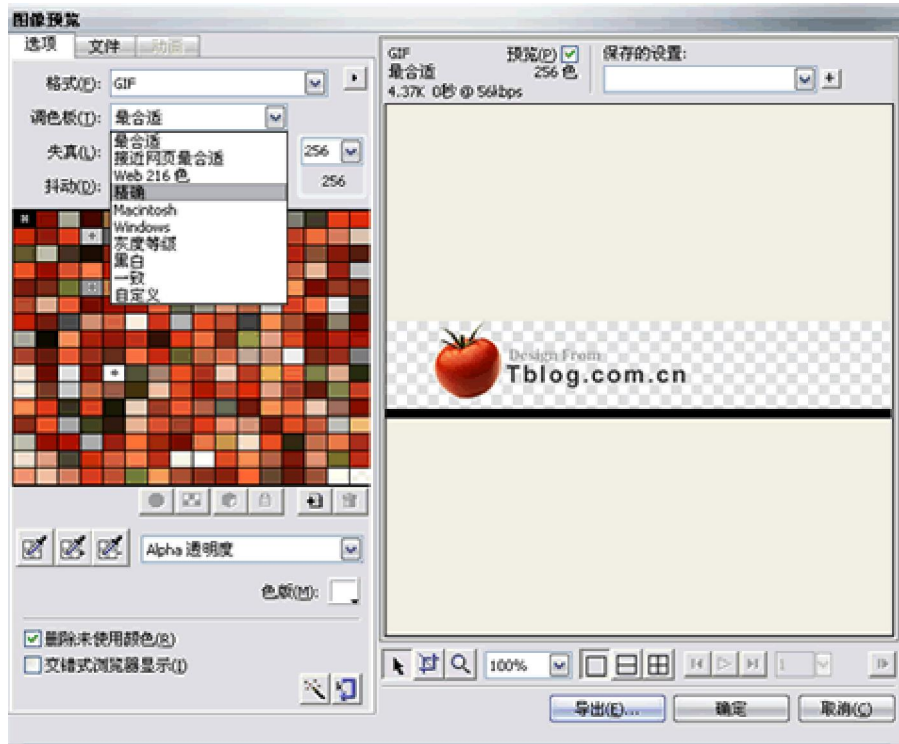 图像预览
选项 文件 动画
格式(F): GIF
调色板(T): 最合适
失真(L): 256
抖动(D): 256
最合适
接近网页最合适
Web 216 色
精确
Macintosh
Windows
灰度等级
黑白
一致
自定义
Alpha 透明度
色版(M):
删除未使用颜色(R)
交错式浏览器显示(I)
GIF 预览(P) 保存的设置:
最合适 256 色
4.37K 0秒 @ 56kbps
Design From
Tblog.com.cn
100% 1
导出(E)... 确定 取消(C)